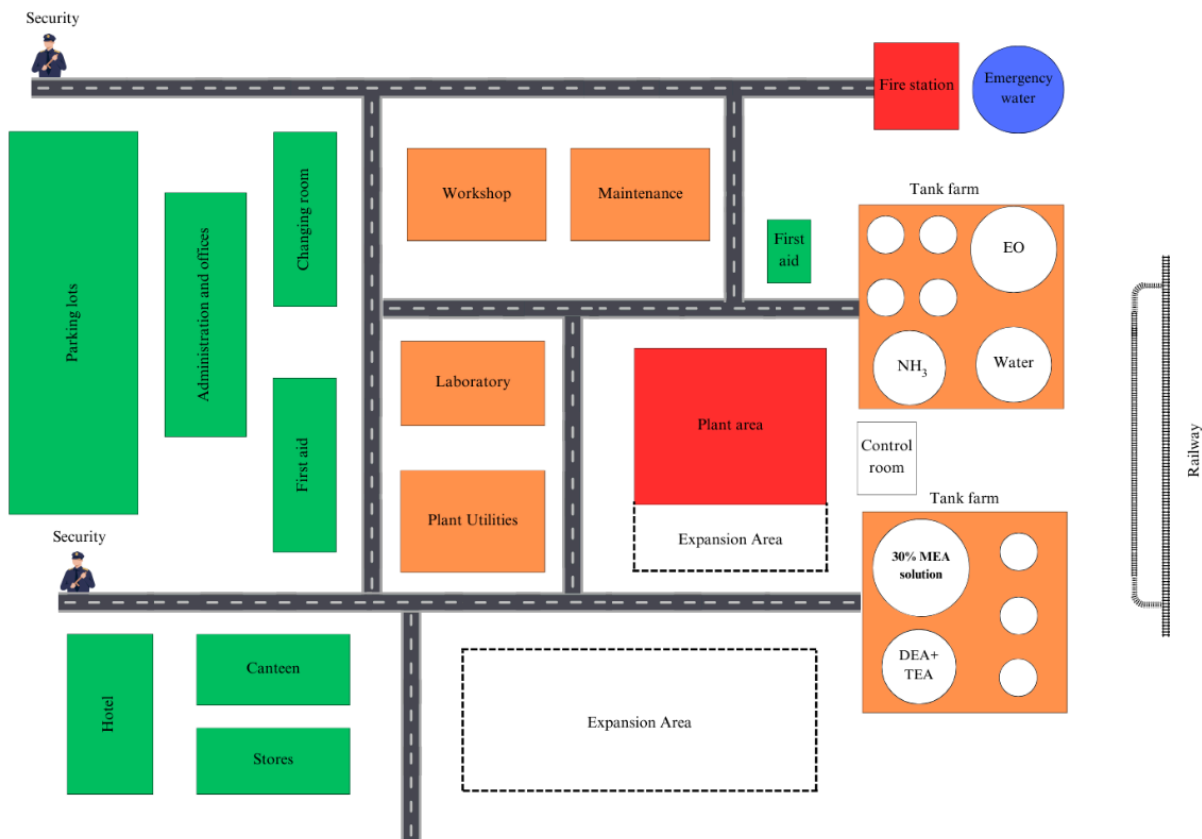 Security
Fire station
Emergency
water
Tank farm
Workshop
Maintenance
Changing room
First
aid
EO
Parking lots
Administration and offices
Laboratory
Plant area
NH3
Water
Railway
Control
room
First aid
Plant Utilities
Tank farm
Expansion Area
Security
30% MEA
solution
Hotel
Canteen
DEA+
TEA
Expansion Area
Stores